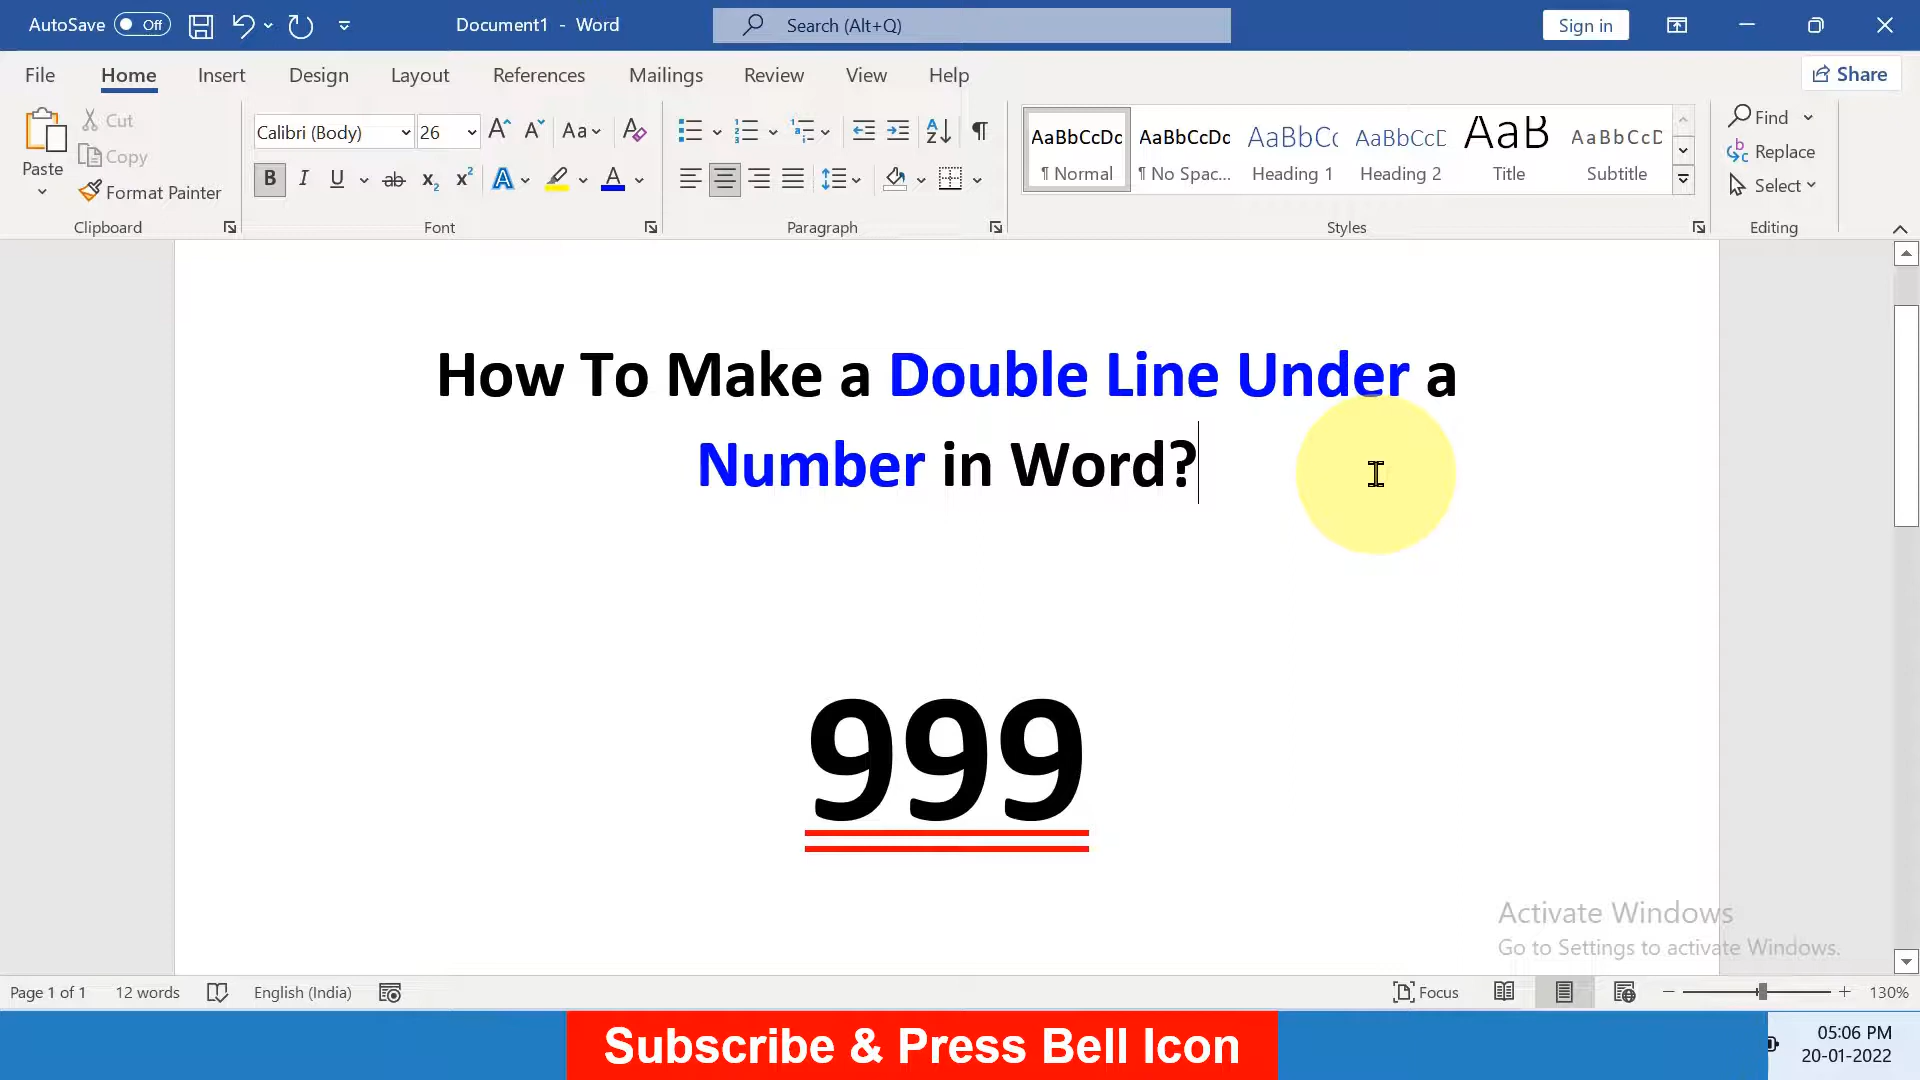 AutoSave Off Document1 - Word Search (Alt+Q) Sign in
File Home Insert Design Layout References Mailings Review View Help Share
Paste Cut Copy Format Painter
Calibri (Body) 26 Aa
B I U ab x₂ x² A A
AaBbCcDc AaBbCcDc AaBbCc AaBbCcD AaB AaBbCcD
¶ Normal ¶ No Spac... Heading 1 Heading 2 Title Subtitle
Find Replace Select
Clipboard Font Paragraph Styles Editing
How To Make a Double Line Under a
Number in Word?
999
Activate Windows
Go to Settings to activate Windows.
Page 1 of 1 12 words English (India) Focus 130%
Subscribe & Press Bell Icon
05:06 PM
20-01-2022